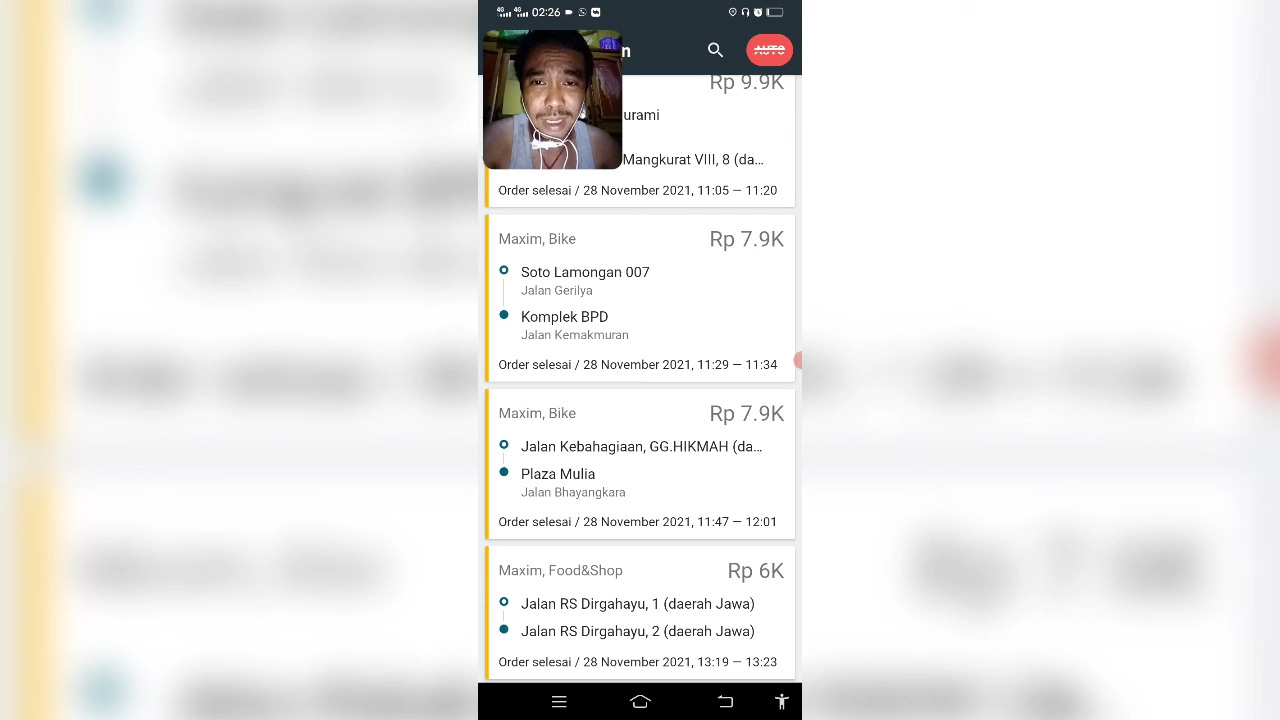 4G 4G 02:26
n
AUTO
Rp 9.9K
urami
Mangkurat VIII, 8 (da...
Order selesai / 28 November 2021, 11:05 — 11:20
Maxim, Bike
Rp 7.9K
Soto Lamongan 007
Jalan Gerilya
Komplek BPD
Jalan Kemakmuran
Order selesai / 28 November 2021, 11:29 — 11:34
Maxim, Bike
Rp 7.9K
Jalan Kebahagiaan, GG.HIKMAH (da...
Plaza Mulia
Jalan Bhayangkara
Order selesai / 28 November 2021, 11:47 — 12:01
Maxim, Food&Shop
Rp 6K
Jalan RS Dirgahayu, 1 (daerah Jawa)
Jalan RS Dirgahayu, 2 (daerah Jawa)
Order selesai / 28 November 2021, 13:19 — 13:23